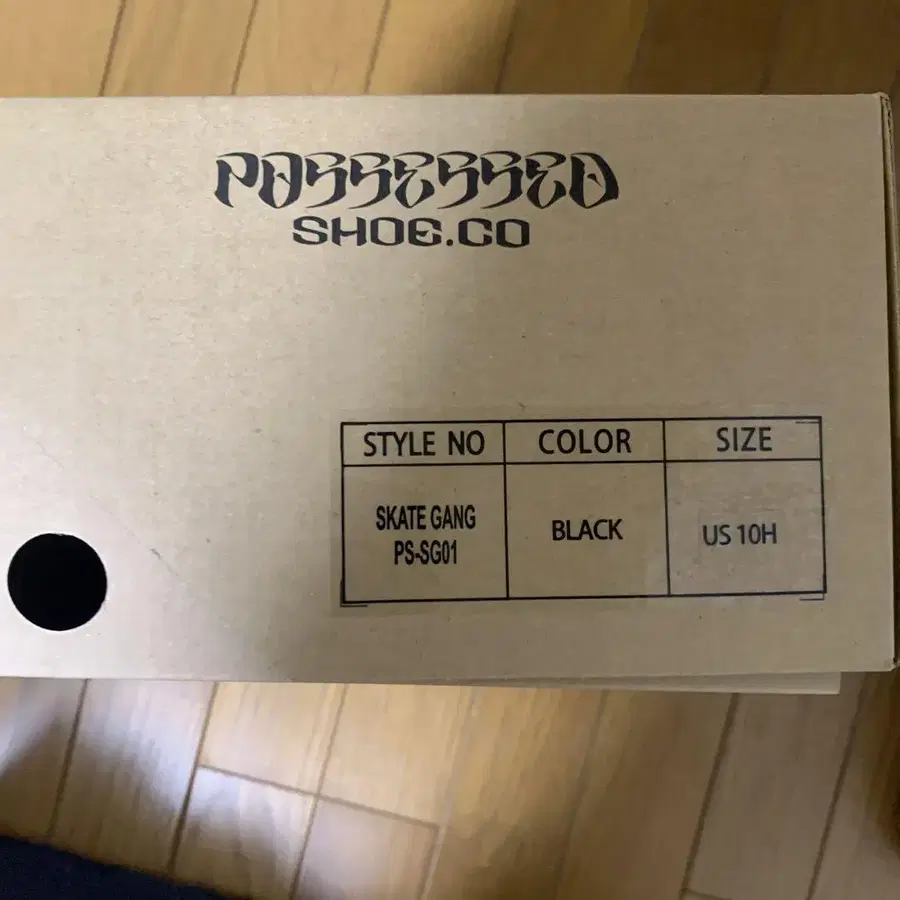 POSSESSED
SHOE.CO
STYLE NO COLOR SIZE
SKATE GANG
PS-SG01
BLACK
US 10H